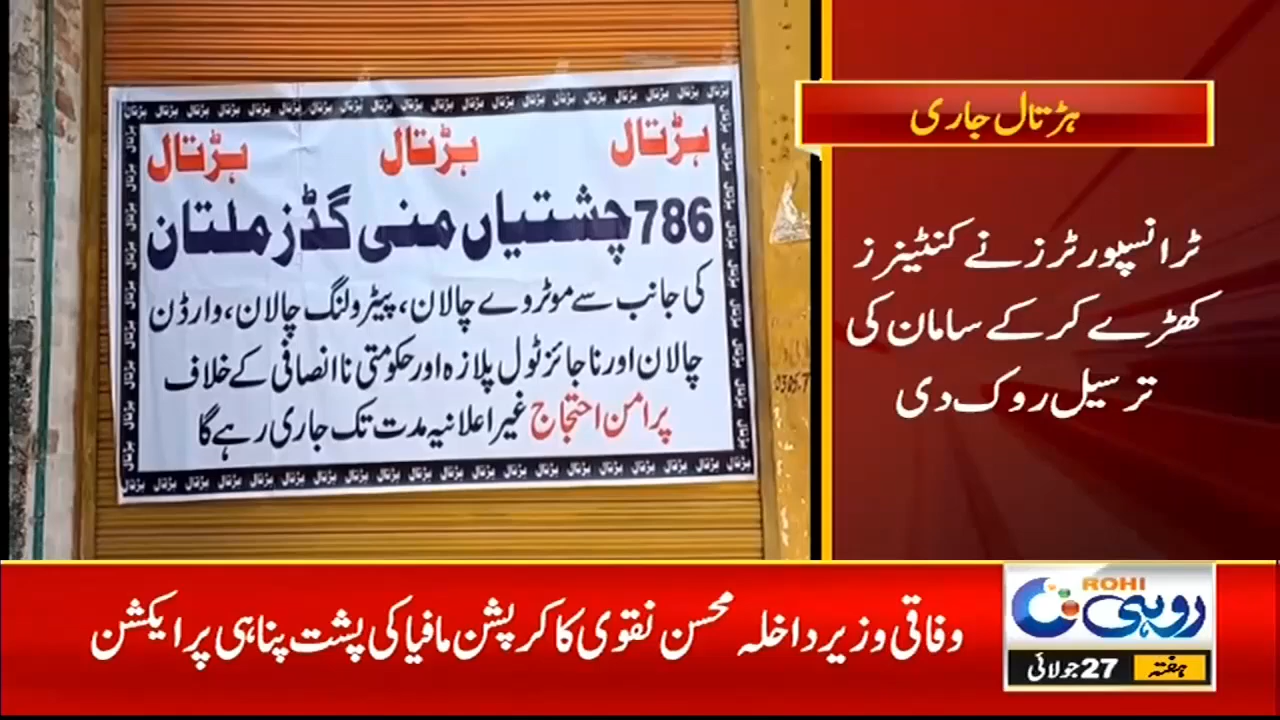 ہڑتال ہڑتال ہڑتال
786 چشتیاں منی گڈز ملتان
کی جانب سے موٹروے چالان، پیٹرولنگ چالان، وارڈن
چالان اور ناجائز ٹول پلازہ اور حکومتی ناانصافی کے خلاف
پرامن احتجاج غیر اعلانیہ مدت تک جاری رہے گا
ہڑتال جاری
ٹرانسپورٹرز نے کنٹینرز
کھڑے کر کے سامان کی
ترسیل روک دی
وفاقی وزیر داخلہ محسن نقوی کا کرپشن مافیا کی پشت پناہی پر ایکشن
ROHI
روہی
ہفتہ 27 جولائی